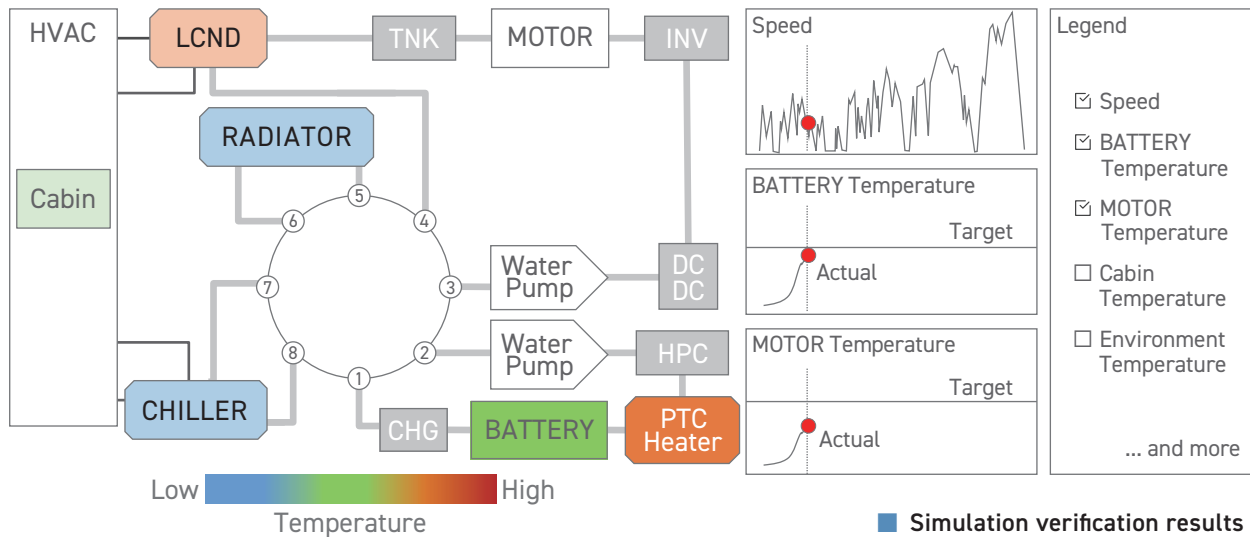 HVAC
LCND
TNK
MOTOR
INV
RADIATOR
Cabin
5
6
4
7
3
8
2
1
Water
Pump
DC
DC
Water
Pump
HPC
CHILLER
CHG
BATTERY
PTC
Heater
Low
High
Temperature
Speed
BATTERY Temperature
Target
Actual
MOTOR Temperature
Target
Actual
Legend
Speed
BATTERY
Temperature
MOTOR
Temperature
Cabin
Temperature
Environment
Temperature
... and more
Simulation verification results